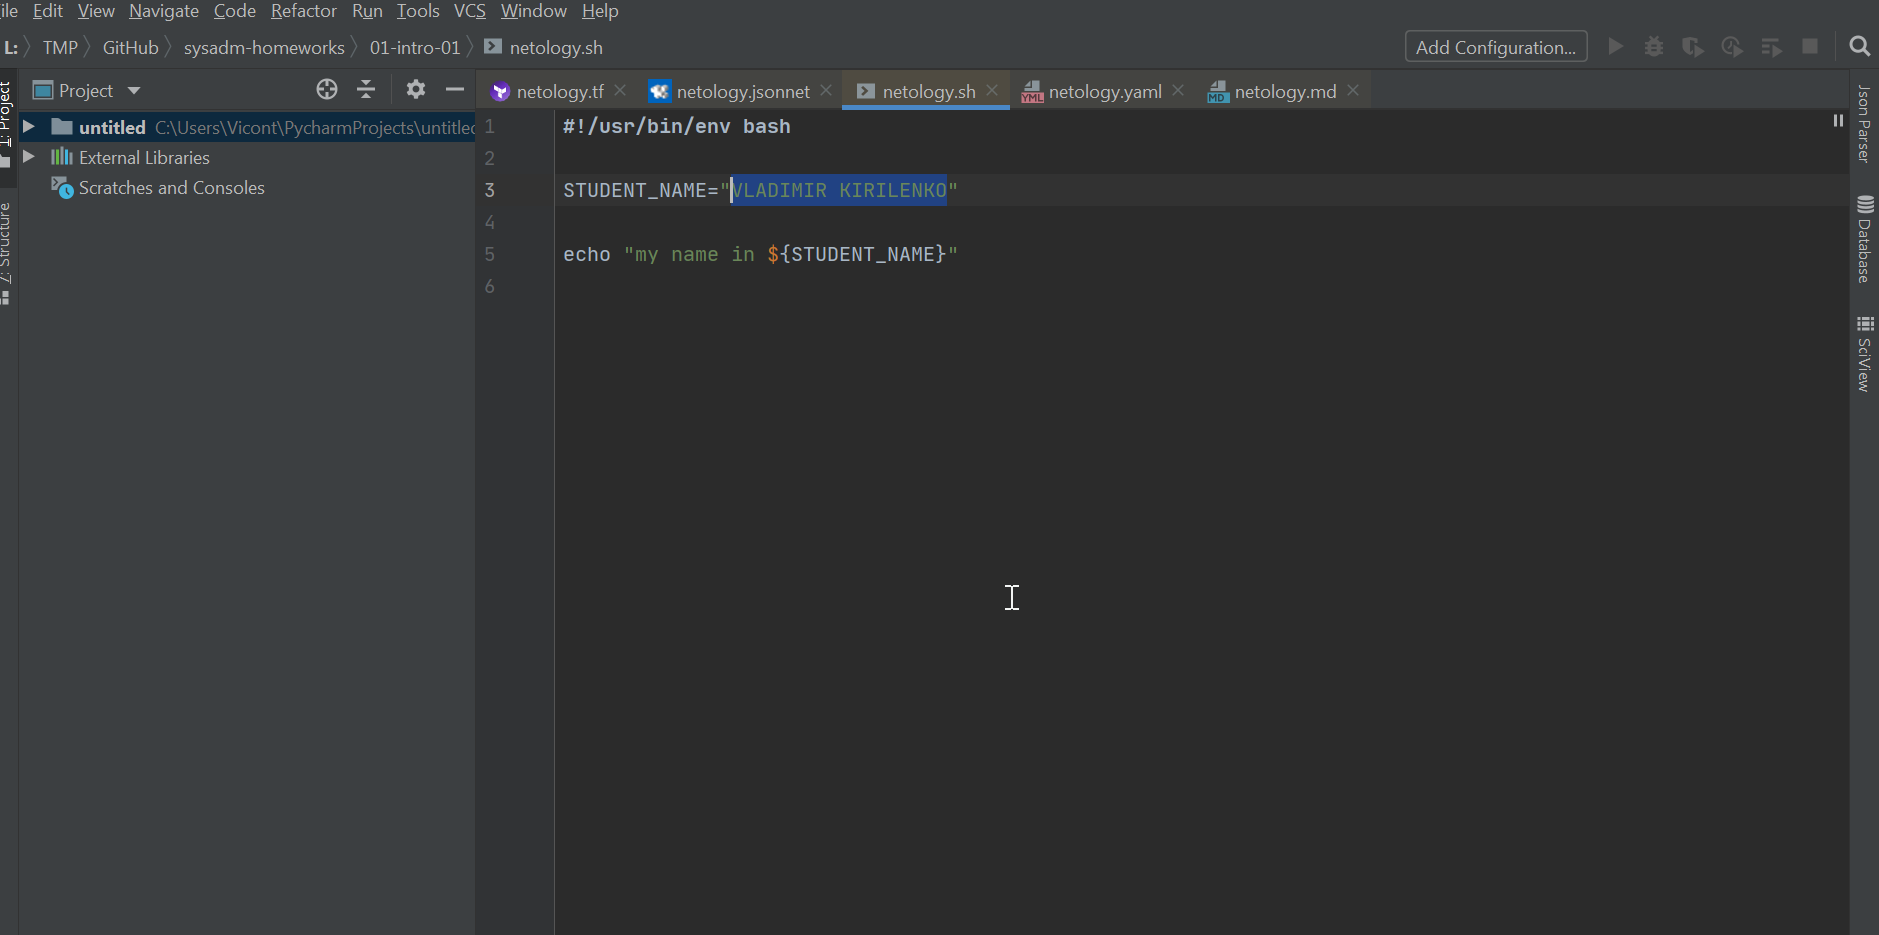 ile Edit View Navigate Code Refactor Run Tools VCS Window Help
L: TMP GitHub sysadm-homeworks 01-intro-01 netology.sh Add Configuration...
Project netology.tf netology.jsonnet netology.sh netology.yaml netology.md
YML MD
1: Project
Z: Structure
untitled C:\Users\Vicont\PycharmProjects\untitled
External Libraries
Scratches and Consoles
1 #!/usr/bin/env bash
2
3 STUDENT_NAME="VLADIMIR KIRILENKO"
4
5 echo "my name in ${STUDENT_NAME}"
6
Json Parser
Database
SciView